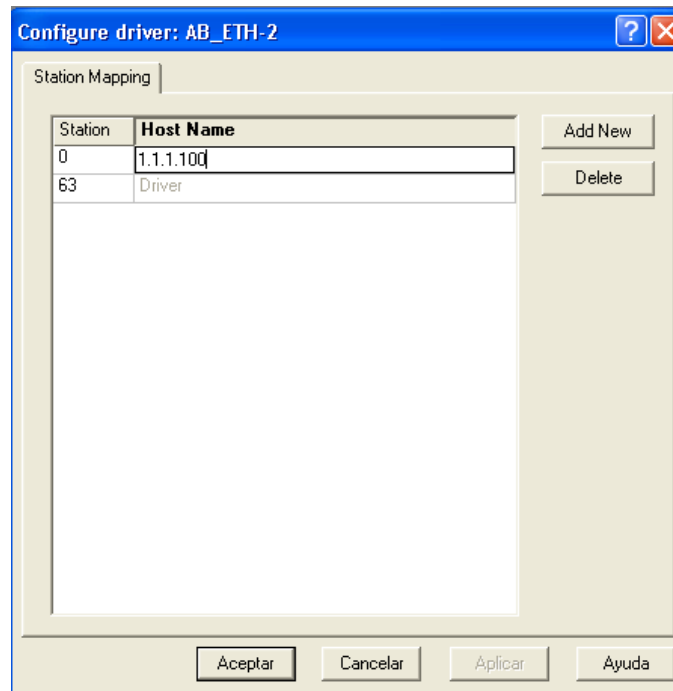 Configure driver: AB_ETH-2
Station Mapping
Station Host Name
0 1.1.1.100
63 Driver
Add New
Delete
Aceptar Cancelar Aplicar Ayuda